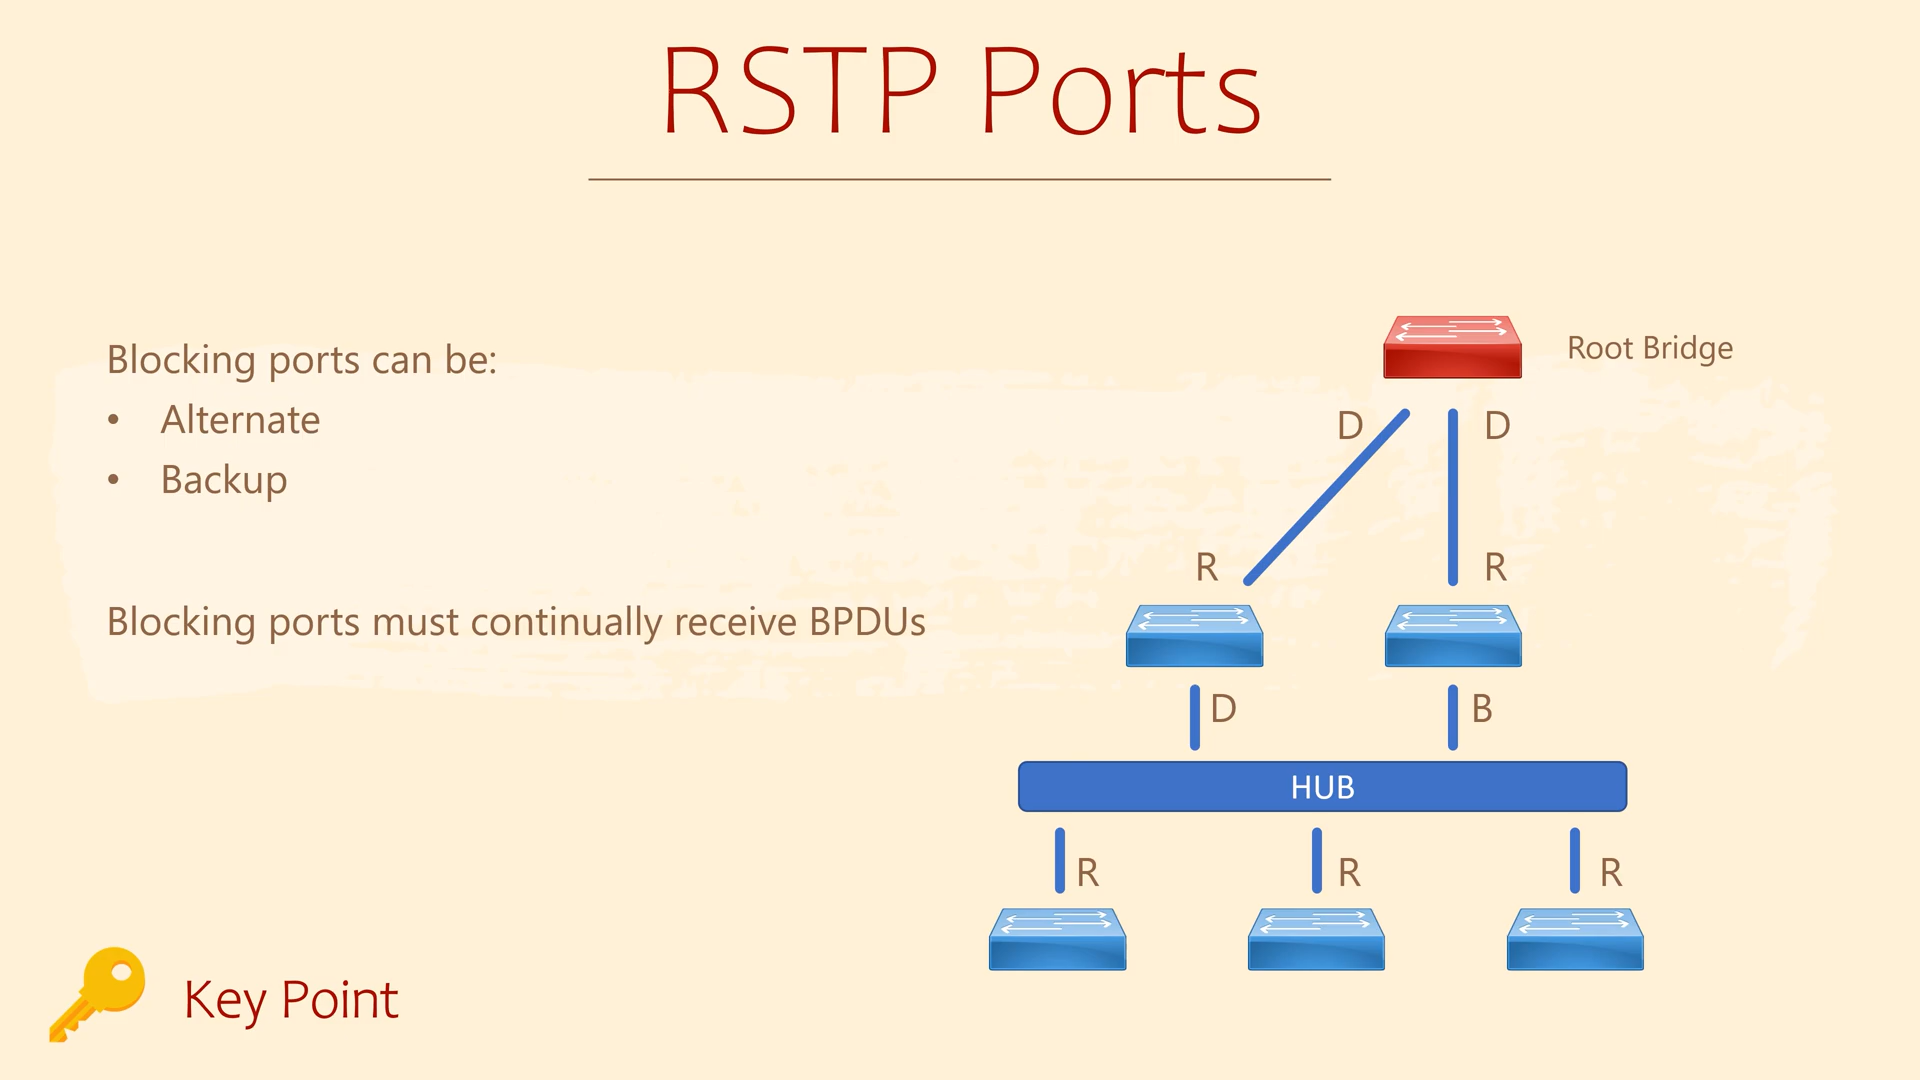 RSTP Ports
Blocking ports can be:
• Alternate
• Backup
Blocking ports must continually receive BPDUs
Key Point
Root Bridge
D D
R R
D B
HUB
R R R